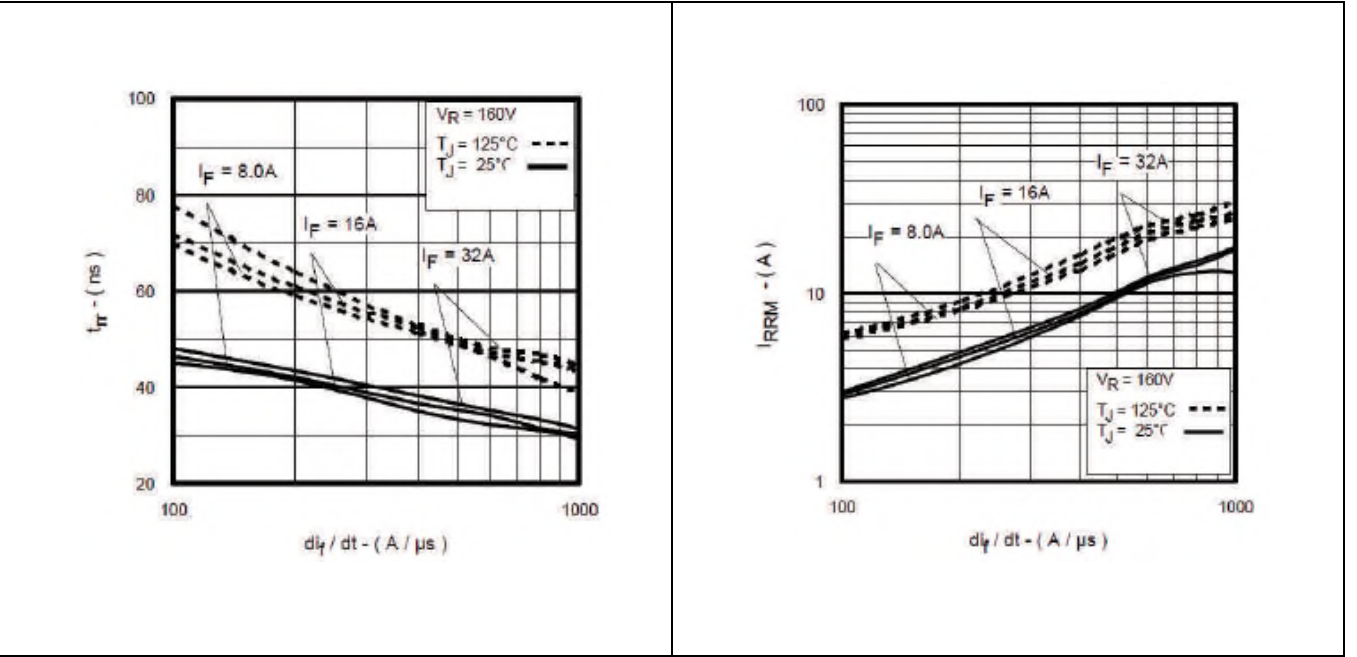 100
80
60
40
20
t_rr - ( ns )
V_R = 160V
T_J = 125°C
T_J = 25°C
I_F = 8.0A
I_F = 16A
I_F = 32A
100
1000
di_f / dt - ( A / µs )
100
10
1
I_RRM - ( A )
I_F = 32A
I_F = 16A
I_F = 8.0A
V_R = 160V
T_J = 125°C
T_J = 25°C
100
1000
di_f / dt - ( A / µs )